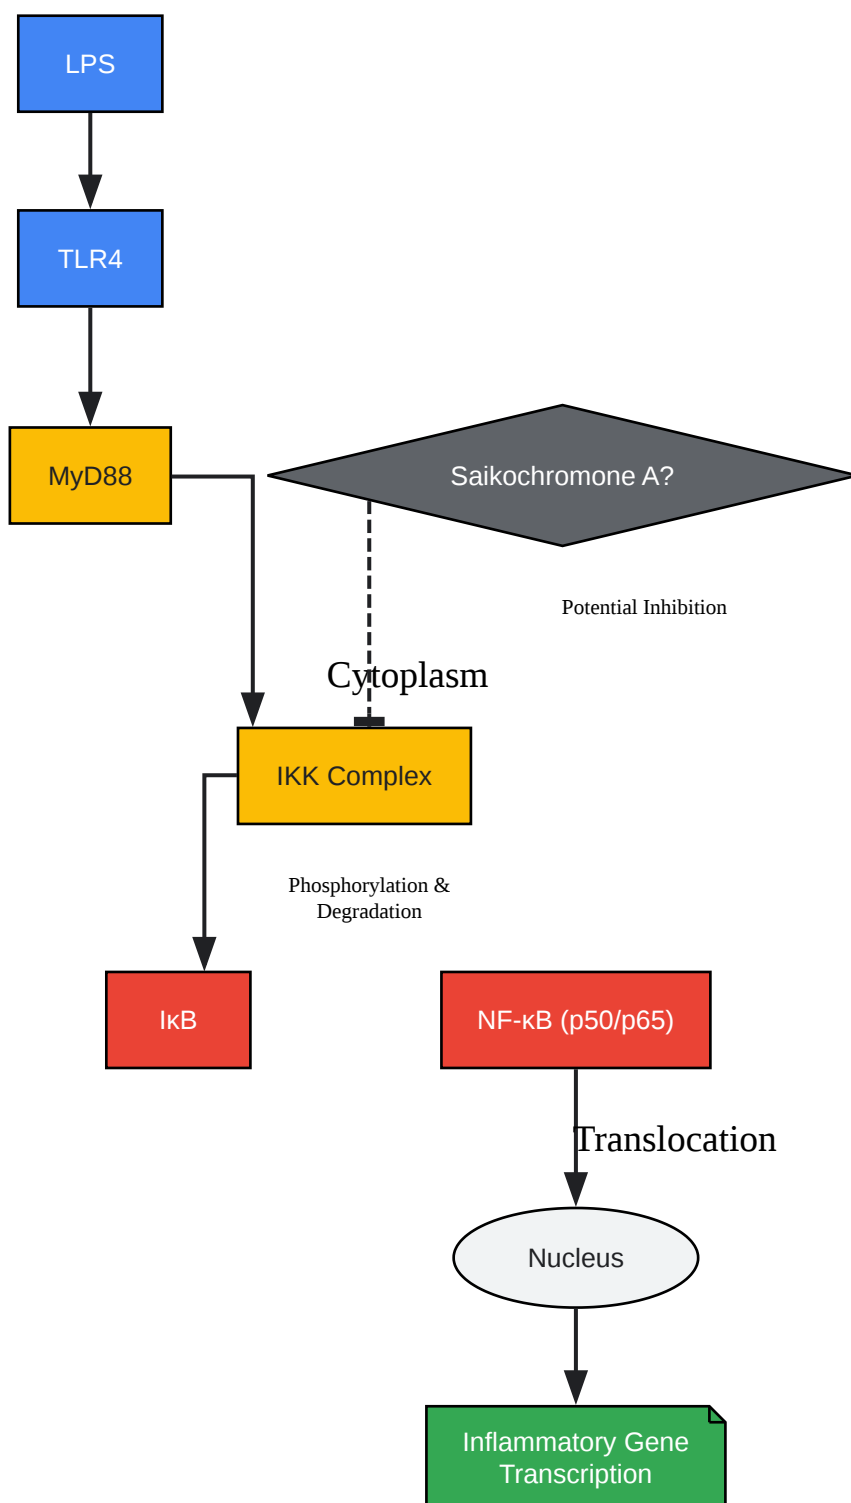 LPS
TLR4
MyD88
Saikochromone A?
Potential Inhibition
Cytoplasm
IKK Complex
Phosphorylation &
Degradation
IκB
NF-κB (p50/p65)
Translocation
Nucleus
Inflammatory Gene
Transcription